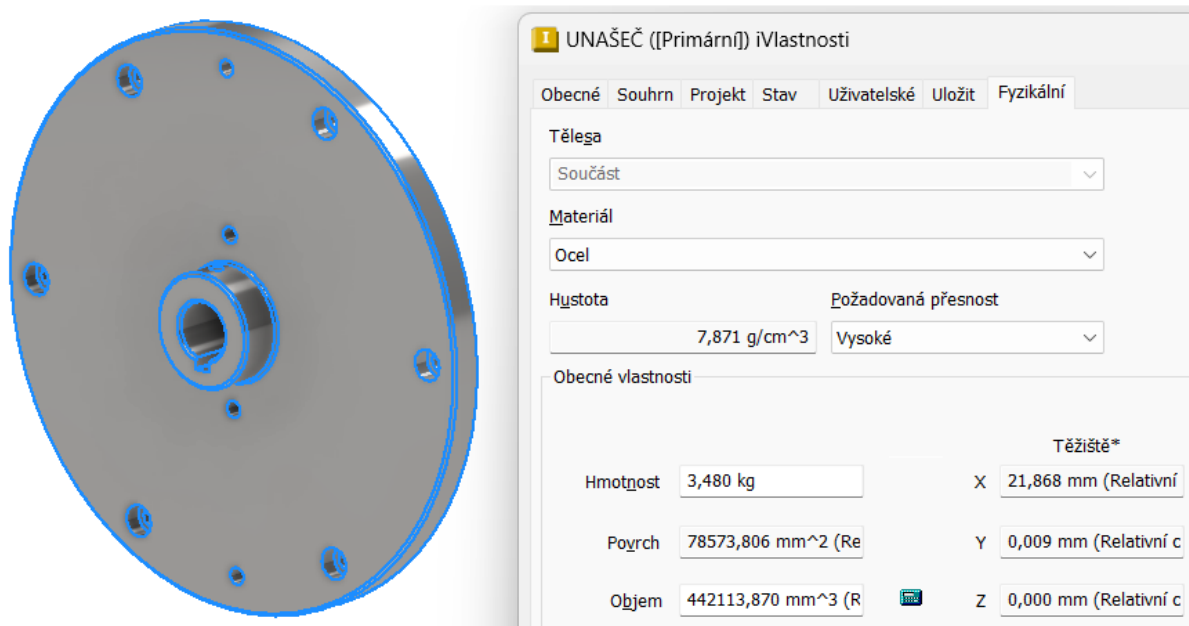 UNAŠEČ ([Primární]) iVlastnosti
Obecné Souhrn Projekt Stav Uživatelské Uložit Fyzikální
Tělesa
Součást
Materiál
Ocel
Hustota Požadovaná přesnost
7,871 g/cm^3 Vysoké
Obecné vlastnosti
Těžiště*
Hmotnost 3,480 kg X 21,868 mm (Relativní
Povrch 78573,806 mm^2 (Re Y 0,009 mm (Relativní c
Objem 442113,870 mm^3 (R Z 0,000 mm (Relativní c